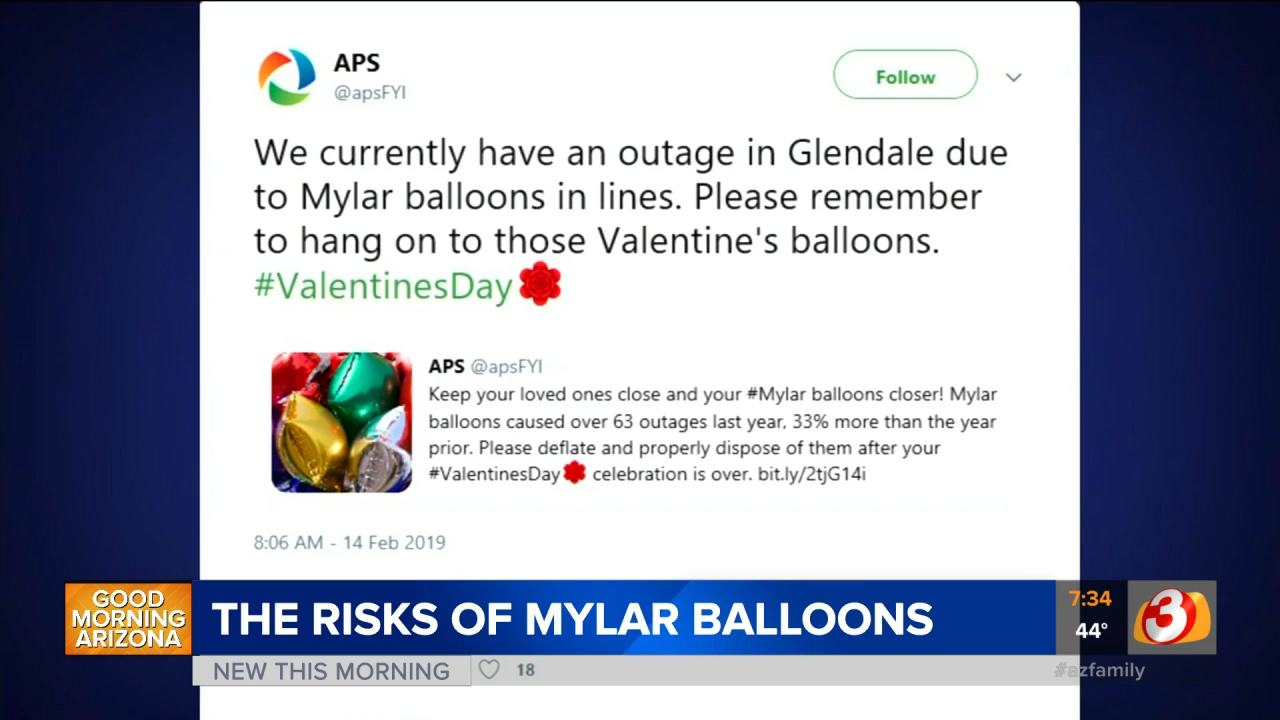 APS
@apsFYI
Follow
We currently have an outage in Glendale due
to Mylar balloons in lines. Please remember
to hang on to those Valentine's balloons.
#ValentinesDay
APS @apsFYI
Keep your loved ones close and your #Mylar balloons closer! Mylar
balloons caused over 63 outages last year, 33% more than the year
prior. Please deflate and properly dispose of them after your
#ValentinesDay celebration is over. bit.ly/2tjG14i
8:06 AM - 14 Feb 2019
GOOD
MORNING
ARIZONA
THE RISKS OF MYLAR BALLOONS
7:34
44°
3
NEW THIS MORNING
18
#azfamily